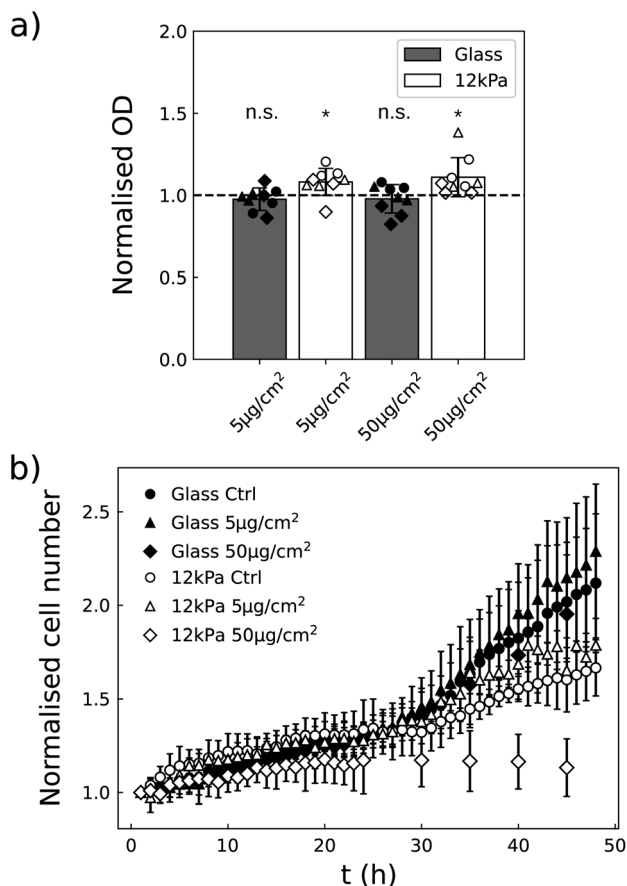 a)
2.0
1.5
1.0
0.5
0.0
Normalised OD
Glass
12kPa
n.s.
*
n.s.
*
5μg/cm²
5μg/cm²
50μg/cm²
50μg/cm²
b)
Normalised cell number
2.5
2.0
1.5
1.0
Glass Ctrl
Glass 5μg/cm²
Glass 50μg/cm²
12kPa Ctrl
12kPa 5μg/cm²
12kPa 50μg/cm²
0
10
20
30
40
50
t (h)